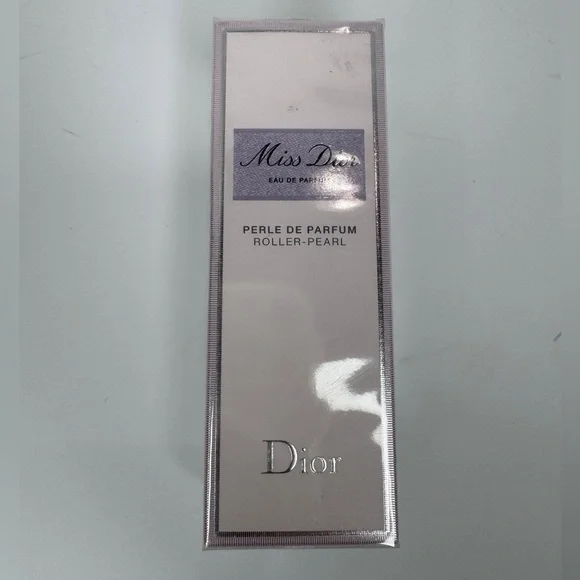 Miss Dior
EAU DE PARFUM
PERLE DE PARFUM
ROLLER-PEARL
Dior